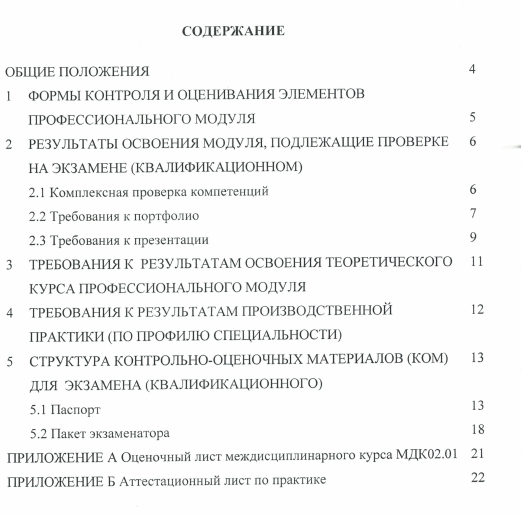 СОДЕРЖАНИЕ
ОБЩИЕ ПОЛОЖЕНИЯ 4
1 ФОРМЫ КОНТРОЛЯ И ОЦЕНИВАНИЯ ЭЛЕМЕНТОВ
ПРОФЕССИОНАЛЬНОГО МОДУЛЯ 5
2 РЕЗУЛЬТАТЫ ОСВОЕНИЯ МОДУЛЯ, ПОДЛЕЖАЩИЕ ПРОВЕРКЕ 6
НА ЭКЗАМЕНЕ (КВАЛИФИКАЦИОННОМ)
2.1 Комплексная проверка компетенций 6
2.2 Требования к портфолио 7
2.3 Требования к презентации 9
3 ТРЕБОВАНИЯ К РЕЗУЛЬТАТАМ ОСВОЕНИЯ ТЕОРЕТИЧЕСКОГО 11
КУРСА ПРОФЕССИОНАЛЬНОГО МОДУЛЯ
4 ТРЕБОВАНИЯ К РЕЗУЛЬТАТАМ ПРОИЗВОДСТВЕННОЙ 12
ПРАКТИКИ (ПО ПРОФИЛЮ СПЕЦИАЛЬНОСТИ)
5 СТРУКТУРА КОНТРОЛЬНО-ОЦЕНОЧНЫХ МАТЕРИАЛОВ (КОМ) 13
ДЛЯ ЭКЗАМЕНА (КВАЛИФИКАЦИОННОГО)
5.1 Паспорт 13
5.2 Пакет экзаменатора 18
ПРИЛОЖЕНИЕ А Оценочный лист междисциплинарного курса МДК02.01 21
ПРИЛОЖЕНИЕ Б Аттестационный лист по практике 22